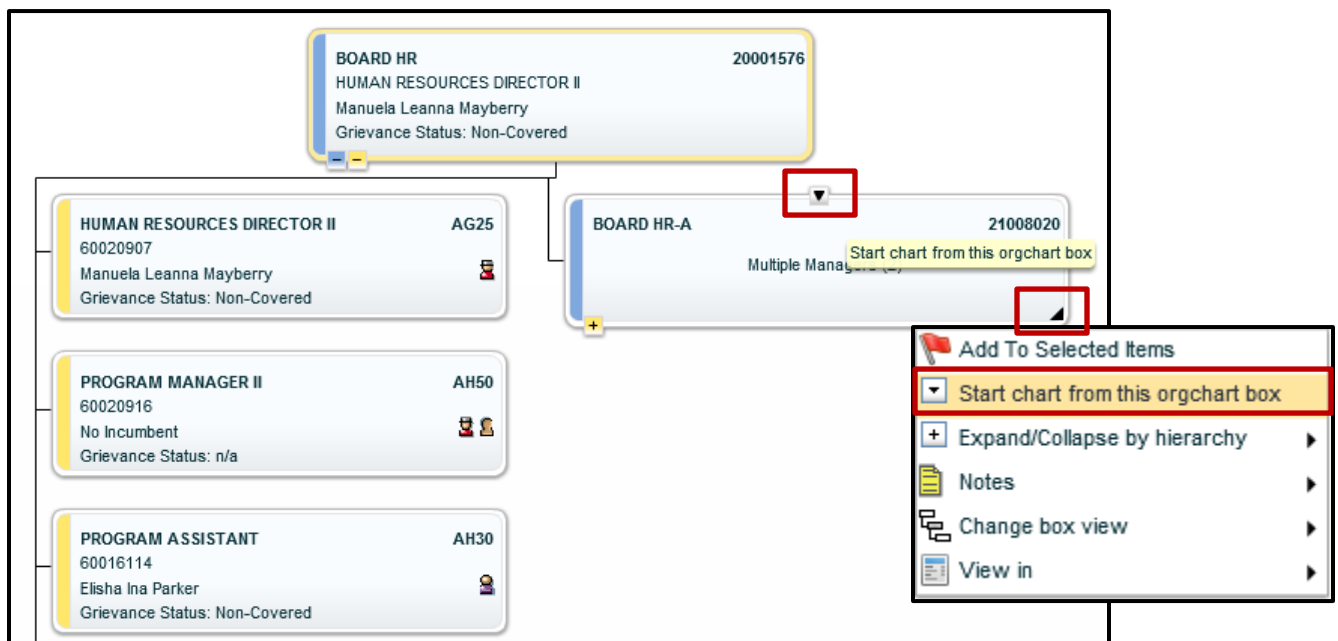 BOARD HR 20001576
HUMAN RESOURCES DIRECTOR II
Manuela Leanna Mayberry
Grievance Status: Non-Covered
HUMAN RESOURCES DIRECTOR II AG25
60020907
Manuela Leanna Mayberry
Grievance Status: Non-Covered
BOARD HR-A 21008020
Start chart from this orgchart box
Multiple
PROGRAM MANAGER II AH50
60020916
No Incumbent
Grievance Status: n/a
PROGRAM ASSISTANT AH30
60016114
Elisha Ina Parker
Grievance Status: Non-Covered
Add To Selected Items
Start chart from this orgchart box
Expand/Collapse by hierarchy
Notes
Change box view
View in